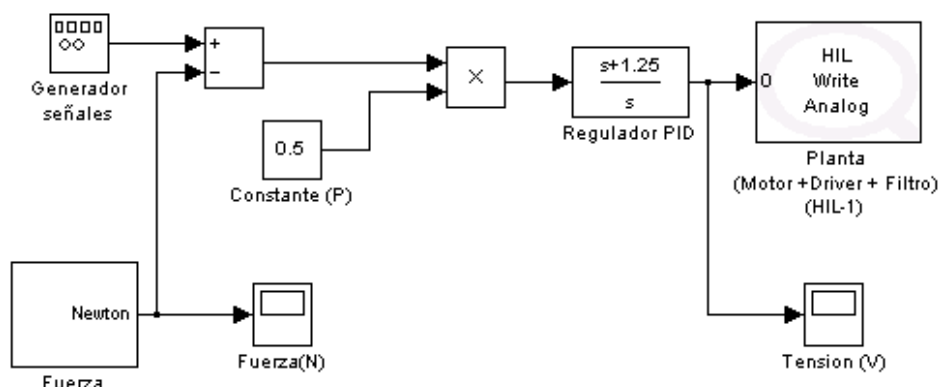 Generador
señales
+
−
0.5
Constante (P)
×
s+1.25
s
Regulador PID
0
HIL
Write
Analog
Planta
(Motor +Driver + Filtro)
(HIL-1)
Newton
Fuerza
Fuerza(N)
Tension (V)